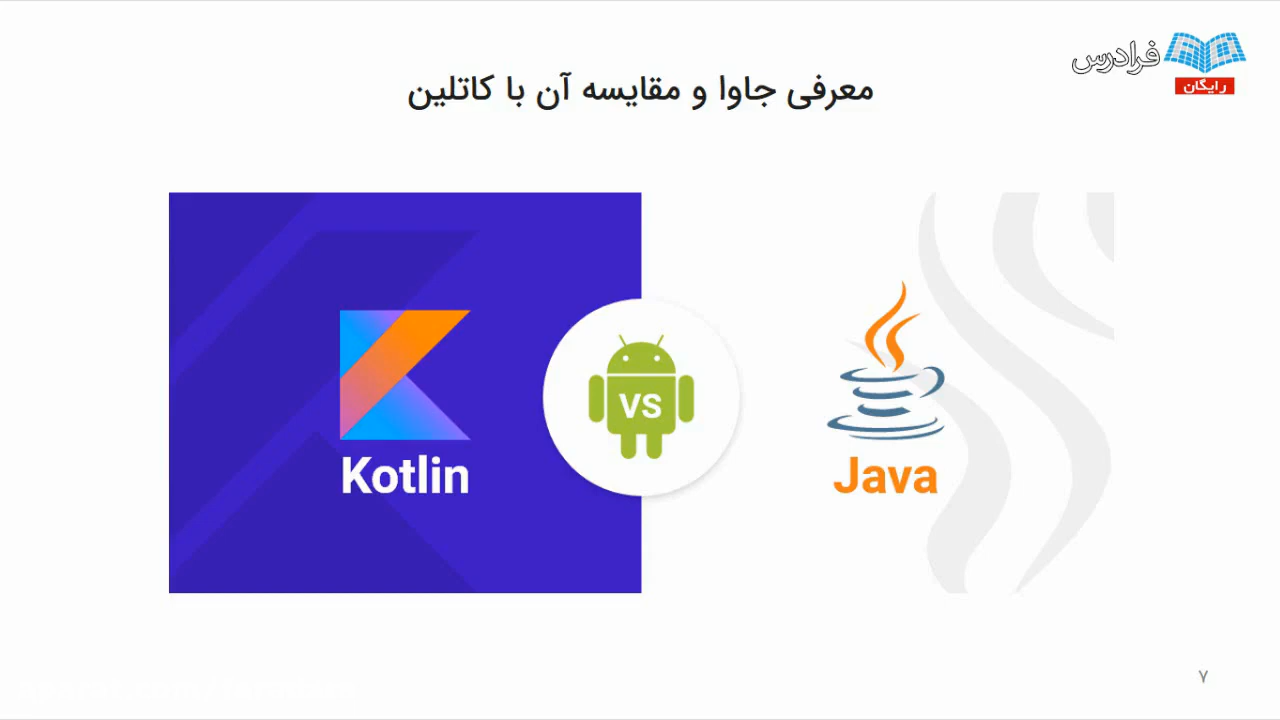 فرادرس
رایگان
معرفی جاوا و مقایسه آن با کاتلین
Kotlin
VS
Java
۷